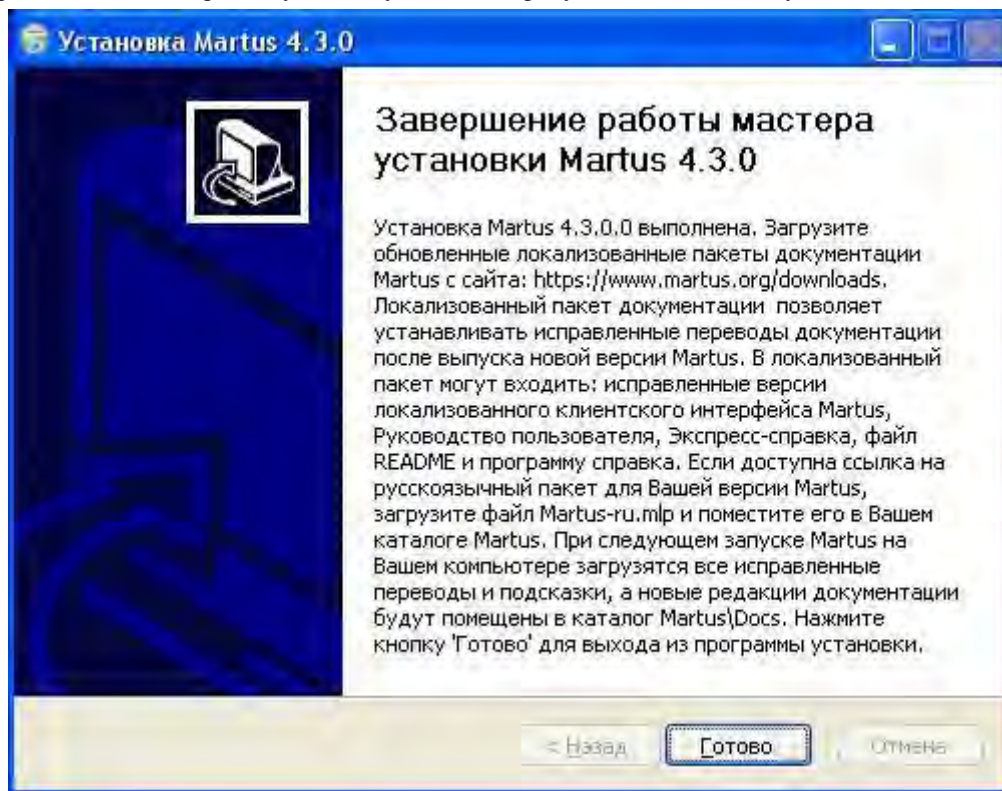 Установка Martus 4.3.0
Завершение работы мастера
установки Martus 4.3.0
Установка Martus 4.3.0.0 выполнена. Загрузите
обновленные локализованные пакеты документации
Martus с сайта: https://www.martus.org/downloads.
Локализованный пакет документации позволяет
устанавливать исправленные переводы документации
после выпуска новой версии Martus. В локализованный
пакет могут входить: исправленные версии
локализованного клиентского интерфейса Martus,
Руководство пользователя, Экспресс-справка, файл
README и программу справка. Если доступна ссылка на
русскоязычный пакет для Вашей версии Martus,
загрузите файл Martus-ru.mlp и поместите его в Вашем
каталоге Martus. При следующем запуске Martus на
Вашем компьютере загрузятся все исправленные
переводы и подсказки, а новые редакции документации
будут помещены в каталог Martus\Docs. Нажмите
кнопку 'Готово' для выхода из программы установки.
< Назад Готово Отмена